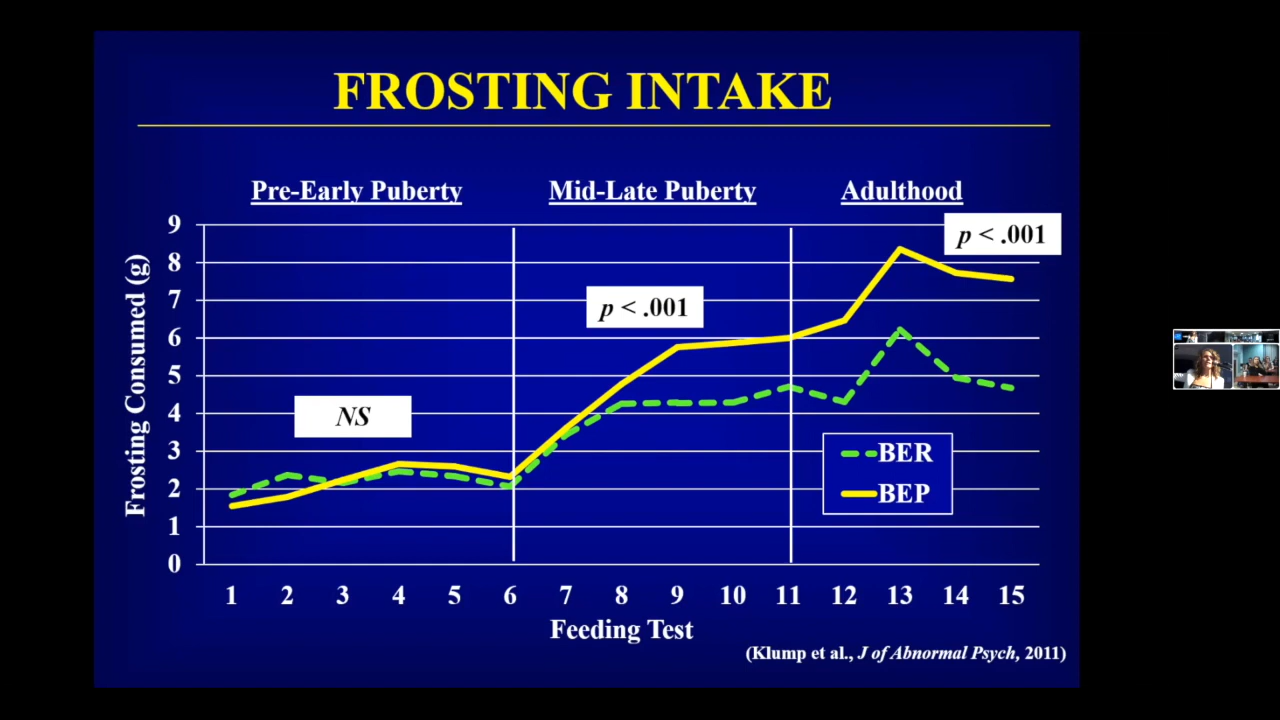 FROSTING INTAKE
Pre-Early Puberty Mid-Late Puberty Adulthood
p < .001
p < .001
NS
Frosting Consumed (g)
9
8
7
6
5
4
3
2
1
0
BER
BEP
1 2 3 4 5 6 7 8 9 10 11 12 13 14 15
Feeding Test
(Klump et al., J of Abnormal Psych, 2011)